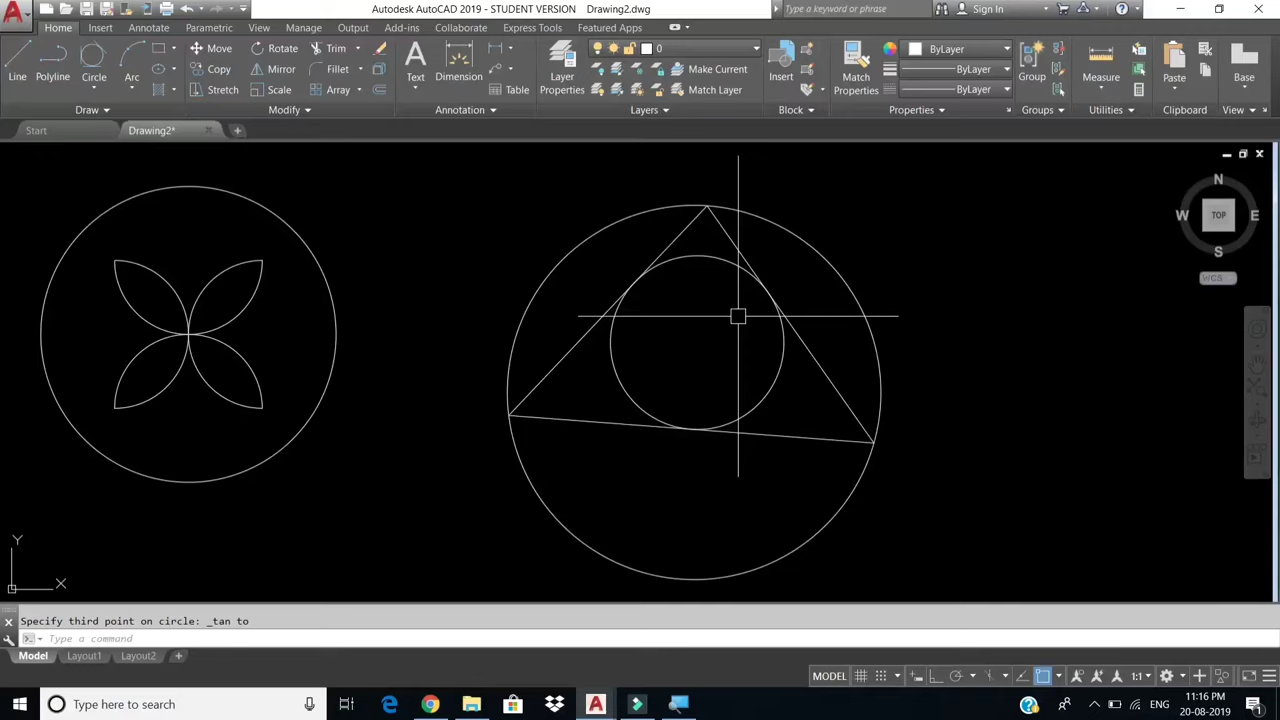 Autodesk AutoCAD 2019 - STUDENT VERSION Drawing2.dwg
Type a keyword or phrase
Sign In
Home Insert Annotate Parametric View Manage Output Add-ins Collaborate Express Tools Featured Apps
Line Polyline Circle Arc
Move Rotate Trim
Copy Mirror Fillet
Stretch Scale Array
Text Dimension Table
Layer Properties
0
Make Current
Match Layer
Insert
Match Properties
ByLayer
ByLayer
ByLayer
Group
Measure
Paste
Base
Draw Modify Annotation Layers Block Properties Groups Utilities Clipboard View
Start Drawing2*
N
W TOP E
S
WCS
Y
X
Specify third point on circle: _tan to
Type a command
Model Layout1 Layout2
MODEL 1:1
Type here to search
ENG
11:16 PM
20-08-2019
1